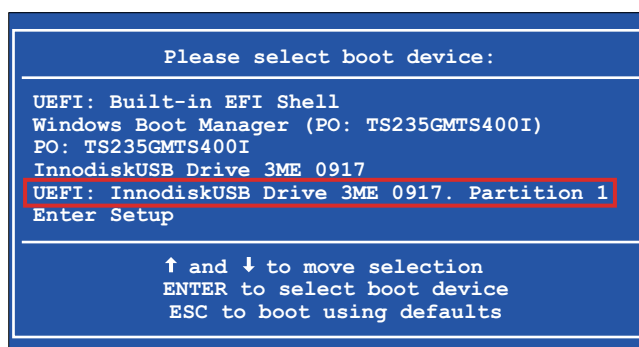 Please select boot device:
UEFI: Built-in EFI Shell
Windows Boot Manager (PO: TS235GMTS400I)
PO: TS235GMTS400I
InnodiskUSB Drive 3ME 0917
UEFI: InnodiskUSB Drive 3ME 0917. Partition 1
Enter Setup
↑ and ↓ to move selection
ENTER to select boot device
ESC to boot using defaults